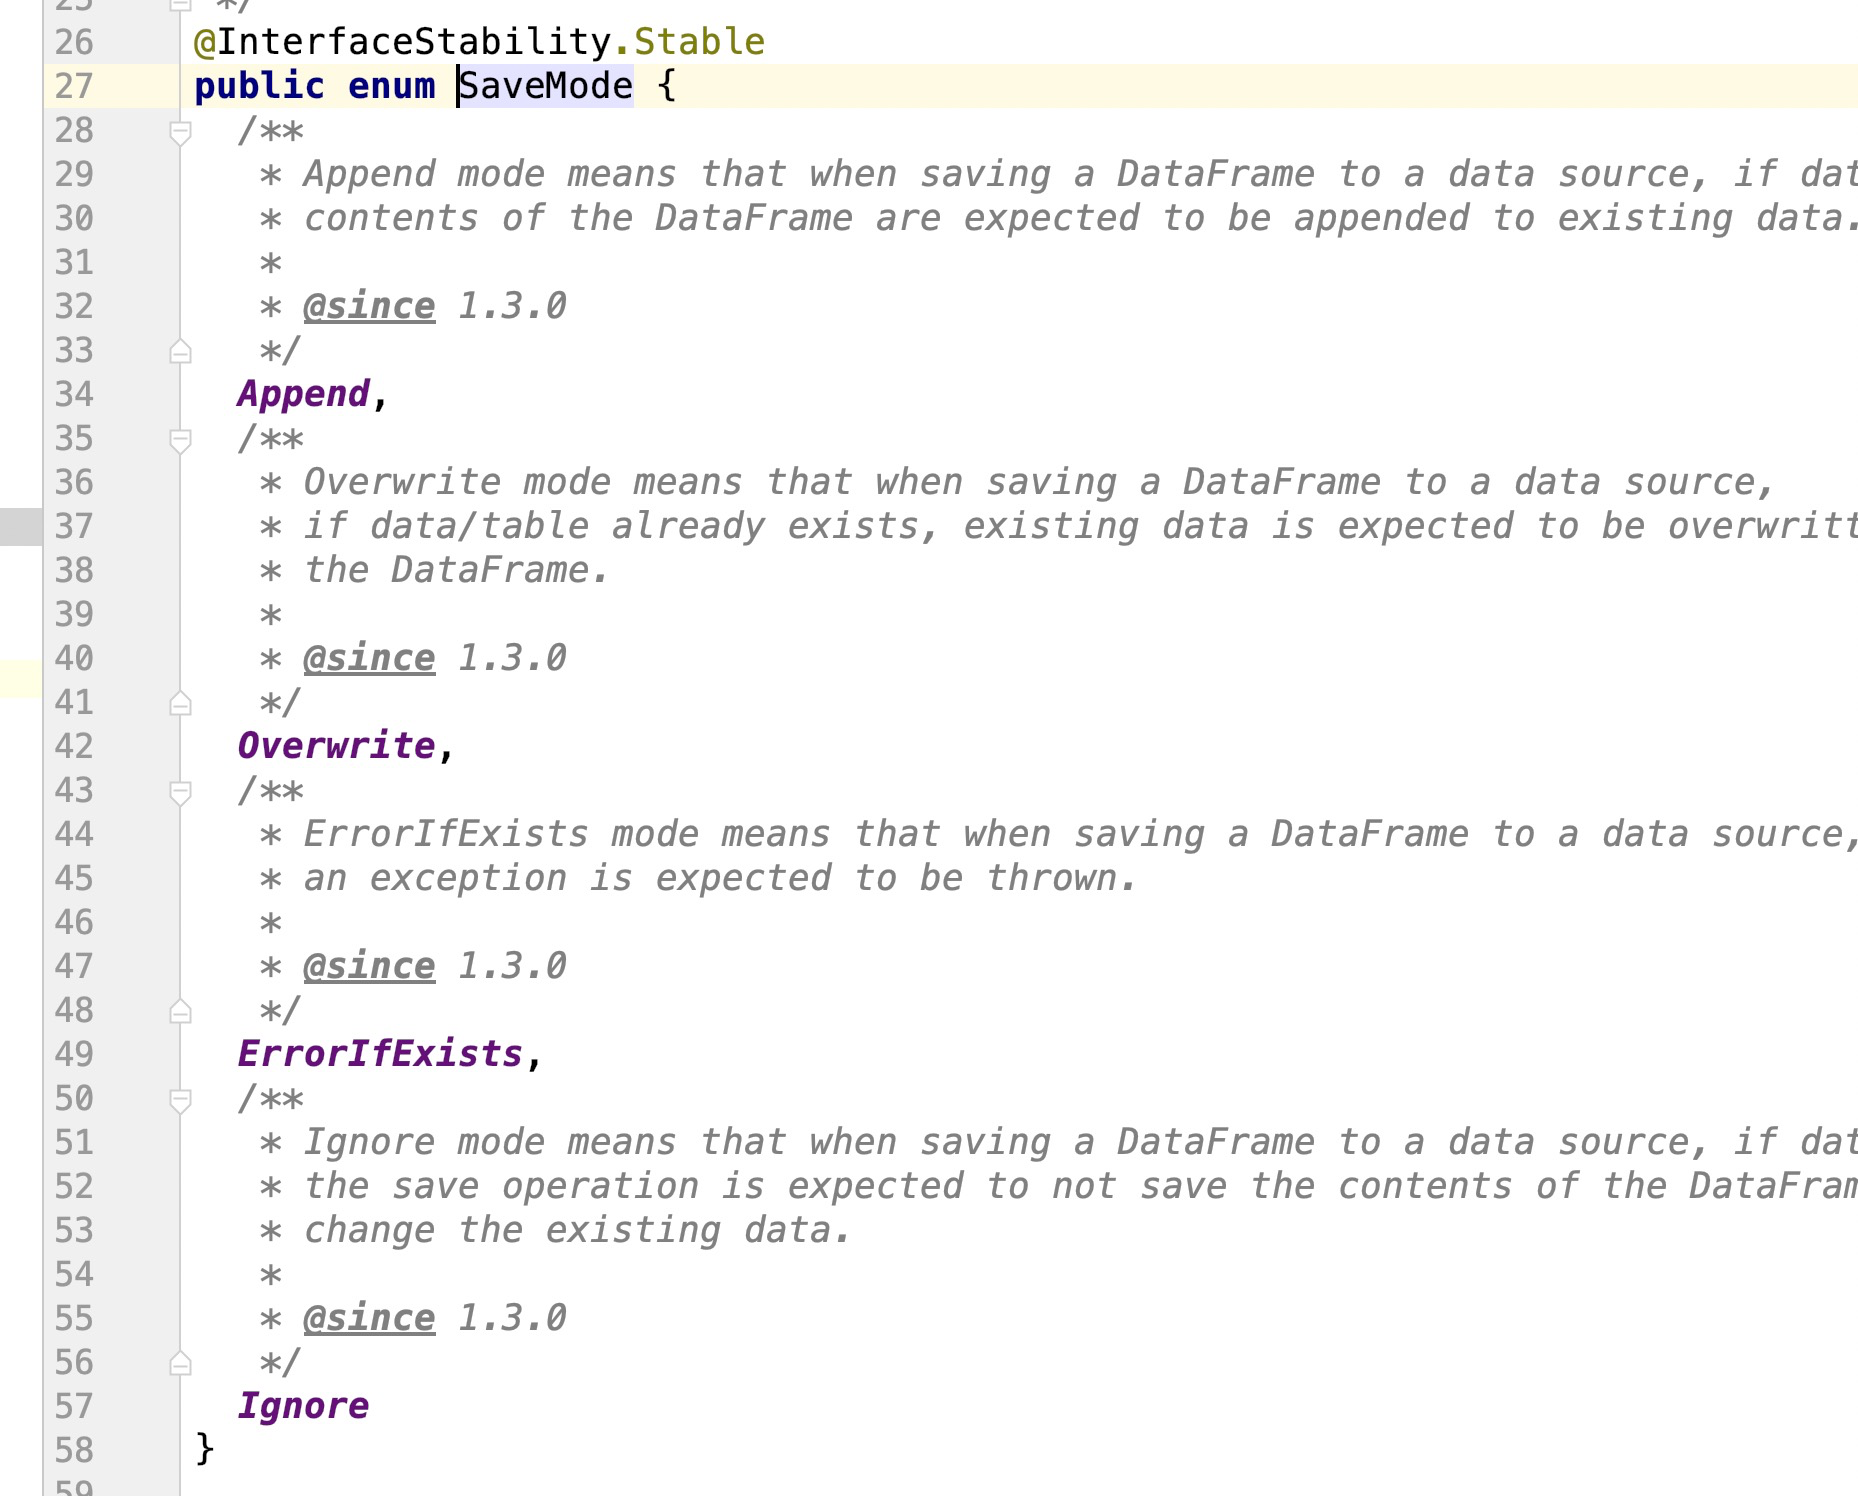 25 */
26 @InterfaceStability.Stable
27 public enum SaveMode {
28 /**
29 * Append mode means that when saving a DataFrame to a data source, if dat
30 * contents of the DataFrame are expected to be appended to existing data.
31 *
32 * @since 1.3.0
33 */
34 Append,
35 /**
36 * Overwrite mode means that when saving a DataFrame to a data source,
37 * if data/table already exists, existing data is expected to be overwritt
38 * the DataFrame.
39 *
40 * @since 1.3.0
41 */
42 Overwrite,
43 /**
44 * ErrorIfExists mode means that when saving a DataFrame to a data source,
45 * an exception is expected to be thrown.
46 *
47 * @since 1.3.0
48 */
49 ErrorIfExists,
50 /**
51 * Ignore mode means that when saving a DataFrame to a data source, if dat
52 * the save operation is expected to not save the contents of the DataFram
53 * change the existing data.
54 *
55 * @since 1.3.0
56 */
57 Ignore
58 }
59